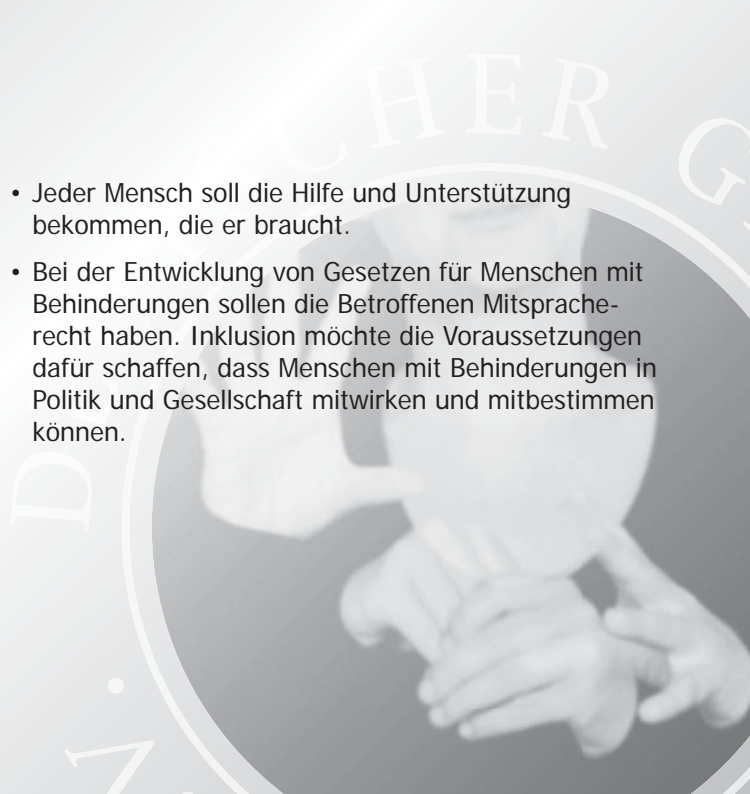 • Jeder Mensch soll die Hilfe und Unterstützung
bekommen, die er braucht.
• Bei der Entwicklung von Gesetzen für Menschen mit
Behinderungen sollen die Betroffenen Mitsprache-
recht haben. Inklusion möchte die Voraussetzungen
dafür schaffen, dass Menschen mit Behinderungen in
Politik und Gesellschaft mitwirken und mitbestimmen
können.